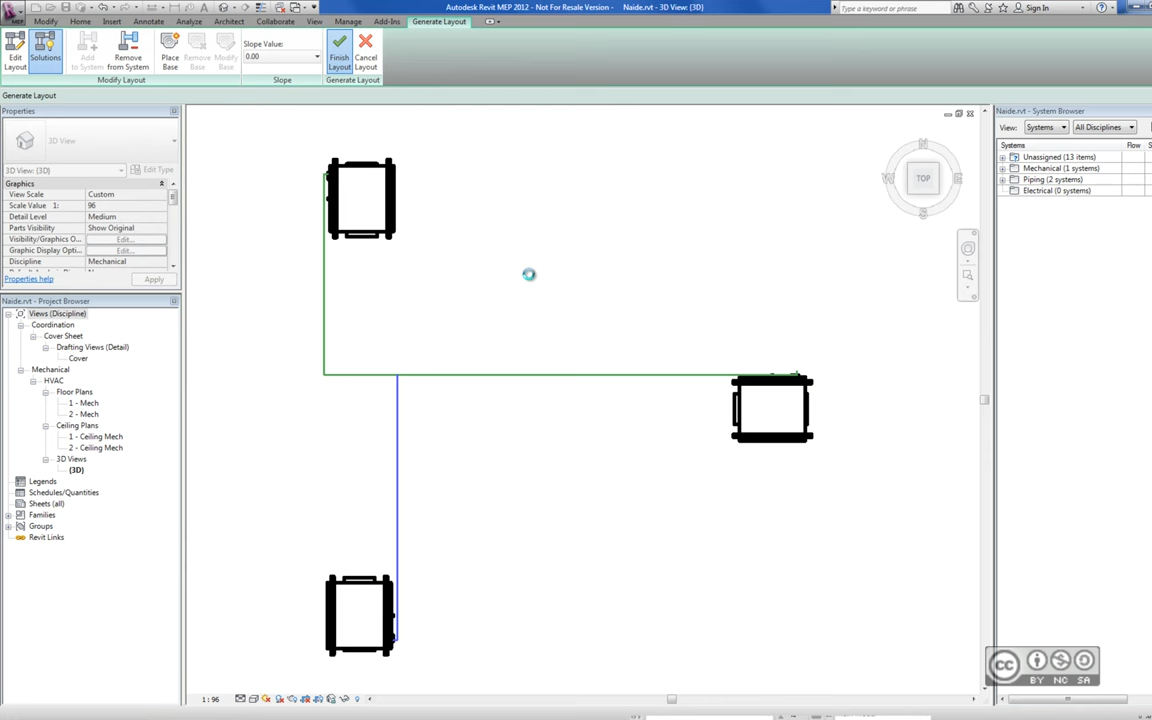 Autodesk Revit MEP 2012 - Not For Resale Version - Naide.rvt - 3D View: {3D}
Type a keyword or phrase
Sign In
MEP
Modify Home Insert Annotate Analyze Architect Collaborate View Manage Add-Ins Generate Layout
Edit Layout
Solutions
Add to System
Remove from System
Place Base
Remove Base
Modify Base
Slope Value:
0.00
Finish Layout
Cancel Layout
Modify Layout Slope Generate Layout
Generate Layout
Properties
3D View
3D View: {3D} Edit Type
Graphics
View Scale Custom
Scale Value 1: 96
Detail Level Medium
Parts Visibility Show Original
Visibility/Graphics O... Edit...
Graphic Display Opti... Edit...
Discipline Mechanical
Properties help Apply
Naide.rvt - Project Browser
Views (Discipline)
Coordination
Cover Sheet
Drafting Views (Detail)
Cover
Mechanical
HVAC
Floor Plans
1 - Mech
2 - Mech
Ceiling Plans
1 - Ceiling Mech
2 - Ceiling Mech
3D Views
{3D}
Legends
Schedules/Quantities
Sheets (all)
Families
Groups
Revit Links
N
W TOP E
S
1 : 96
Naide.rvt - System Browser
View: Systems All Disciplines
Systems Flow S
Unassigned (13 items)
Mechanical (1 systems)
Piping (2 systems)
Electrical (0 systems)
cc
BY NC SA